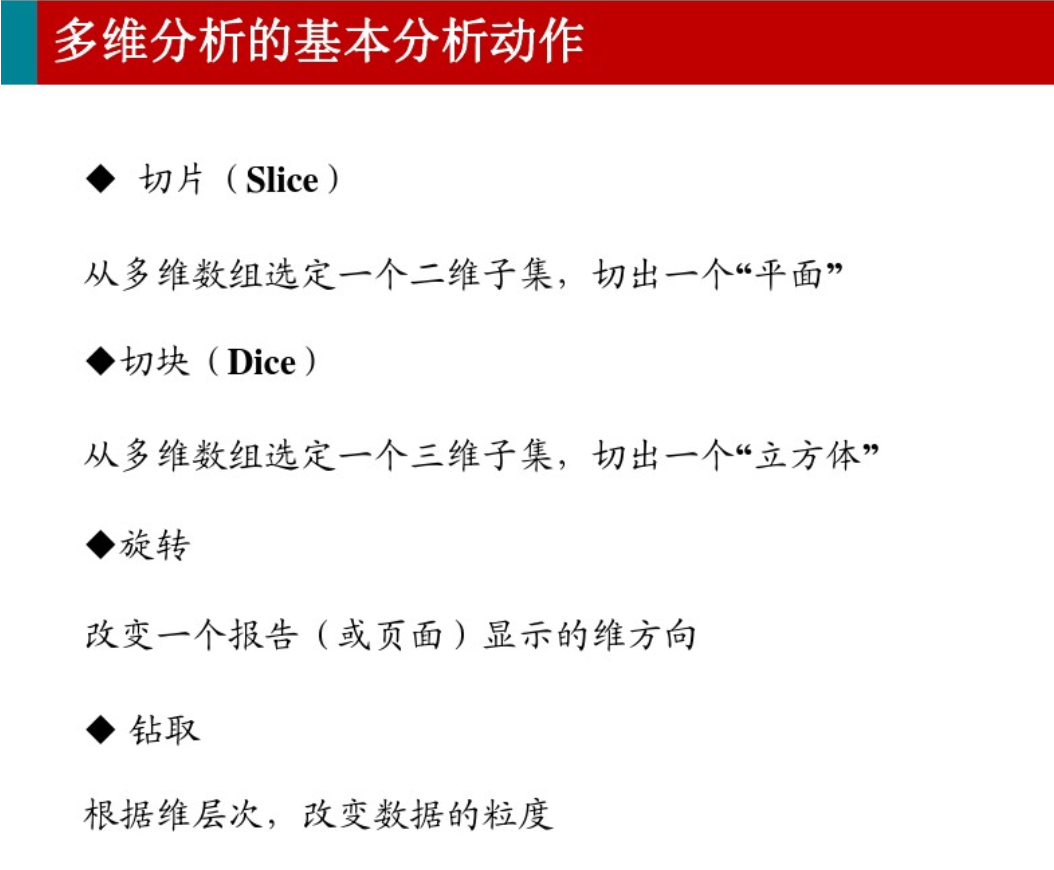 多维分析的基本分析动作
◆ 切片（Slice）
从多维数组选定一个二维子集，切出一个“平面”
◆切块（Dice）
从多维数组选定一个三维子集，切出一个“立方体”
◆旋转
改变一个报告（或页面）显示的维方向
◆ 钻取
根据维层次，改变数据的粒度